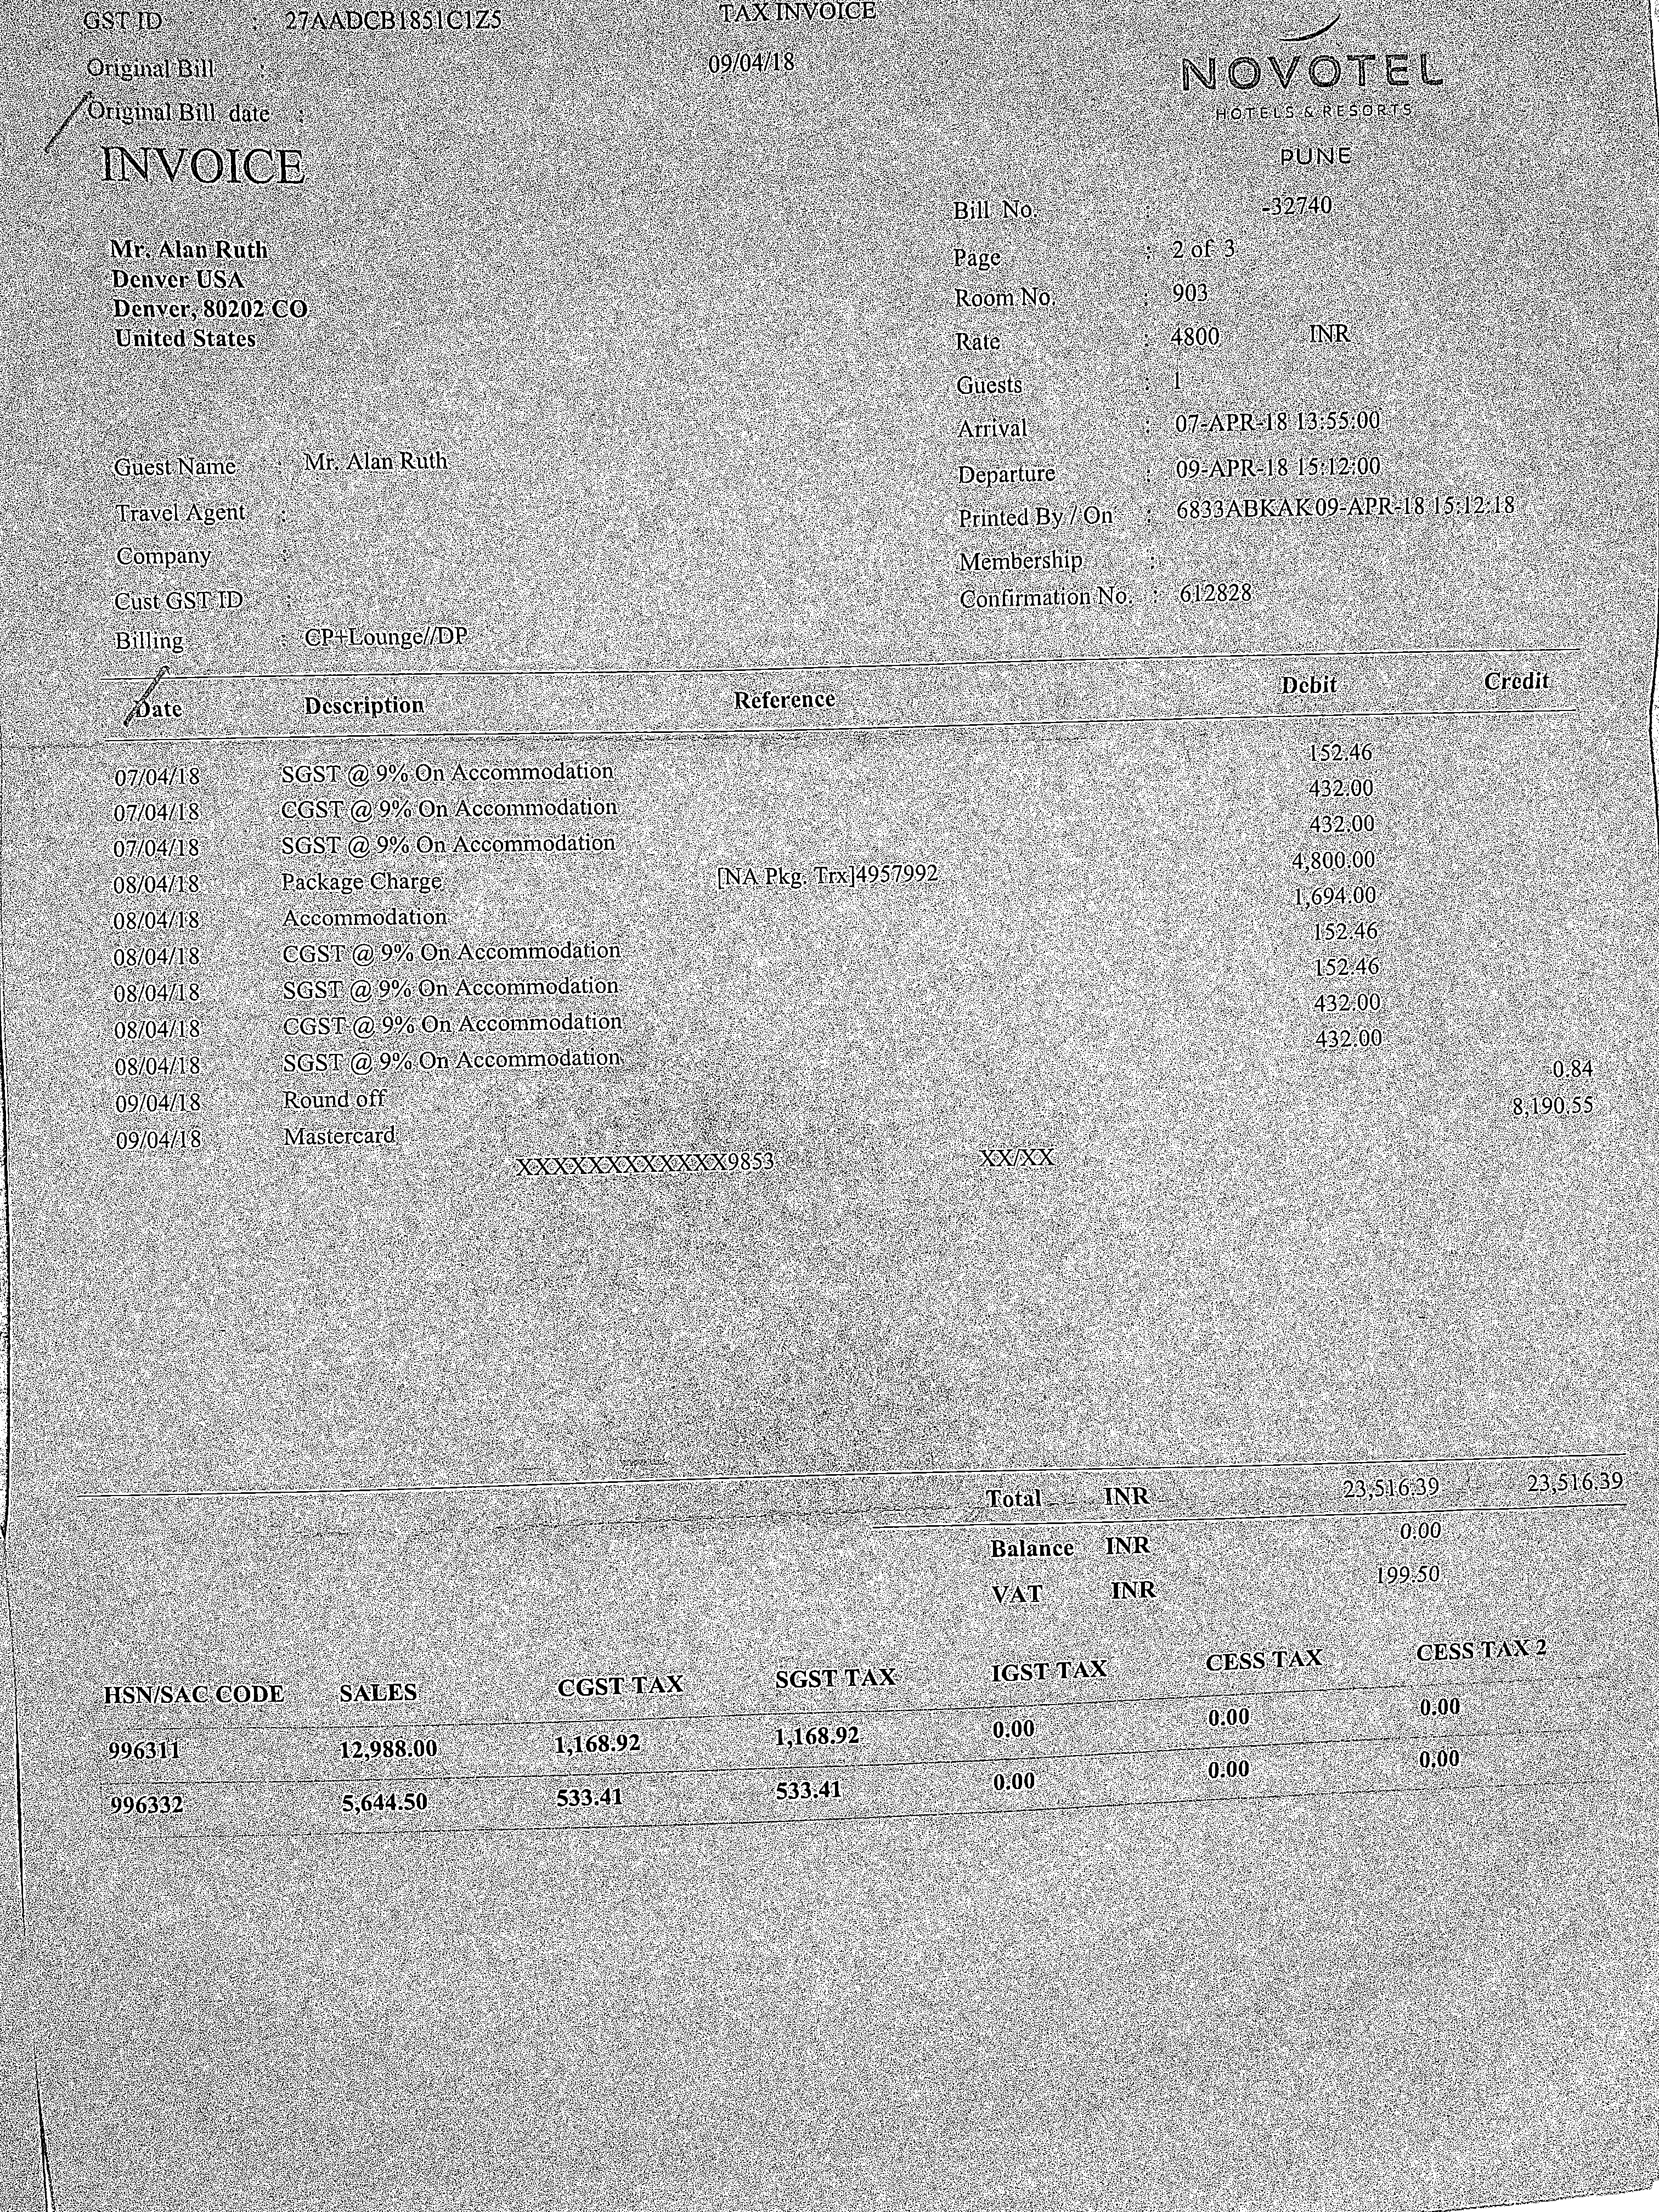 GST ID : 27AADCB1851C1Z5 TAX INVOICE
Original Bill : 09/04/18
Original Bill date :
NOVOTEL
HOTELS & RESORTS
PUNE
INVOICE
Bill No. : -32740
Mr. Alan Ruth
Denver USA
Denver, 80202 CO
United States
Page : 2 of 3
Room No. : 903
Rate : 4800 INR
Guests : 1
Arrival : 07-APR-18 13:55:00
Guest Name : Mr. Alan Ruth Departure : 09-APR-18 15:12:00
Travel Agent : Printed By / On : 6833ABKAK09-APR-18 15:12:18
Company : Membership :
Cust GST ID : Confirmation No. : 612828
Billing : CP+Lounge//DP
Date Description Reference Debit Credit
07/04/18 SGST @ 9% On Accommodation 152.46
07/04/18 CGST @ 9% On Accommodation 432.00
07/04/18 SGST @ 9% On Accommodation 432.00
08/04/18 Package Charge [NA Pkg. Trx]4957992 4,800.00
08/04/18 Accommodation 1,694.00
08/04/18 CGST @ 9% On Accommodation 152.46
08/04/18 SGST @ 9% On Accommodation 152.46
08/04/18 CGST @ 9% On Accommodation 432.00
08/04/18 SGST @ 9% On Accommodation 432.00
09/04/18 Round off 0.84
09/04/18 Mastercard 8,190.55
XXXXXXXXXXXX9853 XX/XX
Total INR 23,516.39 23,516.39
Balance INR 0.00
VAT INR 199.50
HSN/SAC CODE SALES CGST TAX SGST TAX IGST TAX CESS TAX CESS TAX 2
996311 12,988.00 1,168.92 1,168.92 0.00 0.00 0.00
996332 5,644.50 533.41 533.41 0.00 0.00 0.00